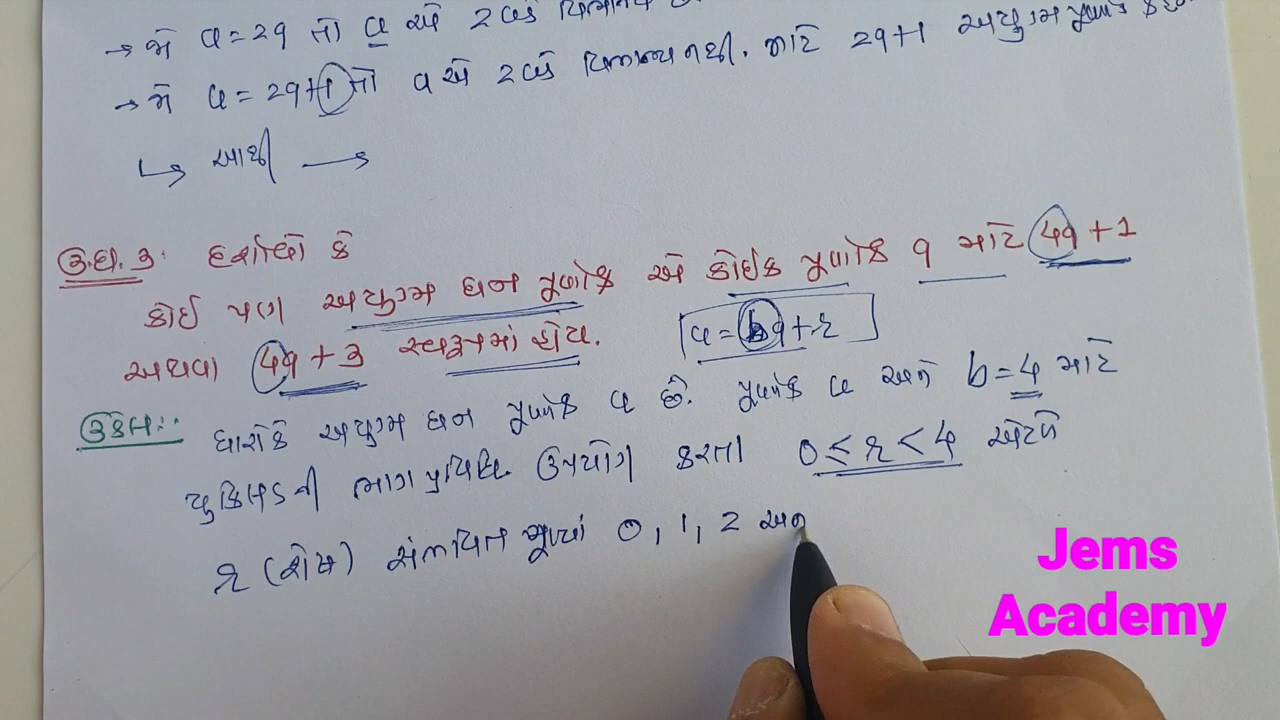 → જો a = 2q તો a એ 2 વડે વિભાજ્ય
→ જો a = 2q+1 તો a એ 2 વડે વિભાજ્ય નથી. માટે 2q+1 અયુગ્મ પૂર્ણાંક
↳ આથી →
ઉ.દા. 3: દર્શાવો કે
કોઈ પણ અયુગ્મ ધન પૂર્ણાંક એ કોઈક પૂર્ણાંક q માટે 4q + 1
અથવા 4q + 3 સ્વરૂપમાં હોય. a = bq + r
ઉકેલ:- ધારોકે અયુગ્મ ધન પૂર્ણાંક a છે. પૂર્ણાંક a અને b = 4 માટે
યુક્લિડની ભાગ પ્રવિધિ ઉપયોગ કરતા 0 ≤ r < 4 એટલે
r (શેષ) સંભવિત મૂલ્યો 0, 1, 2 અન
Jems
Academy